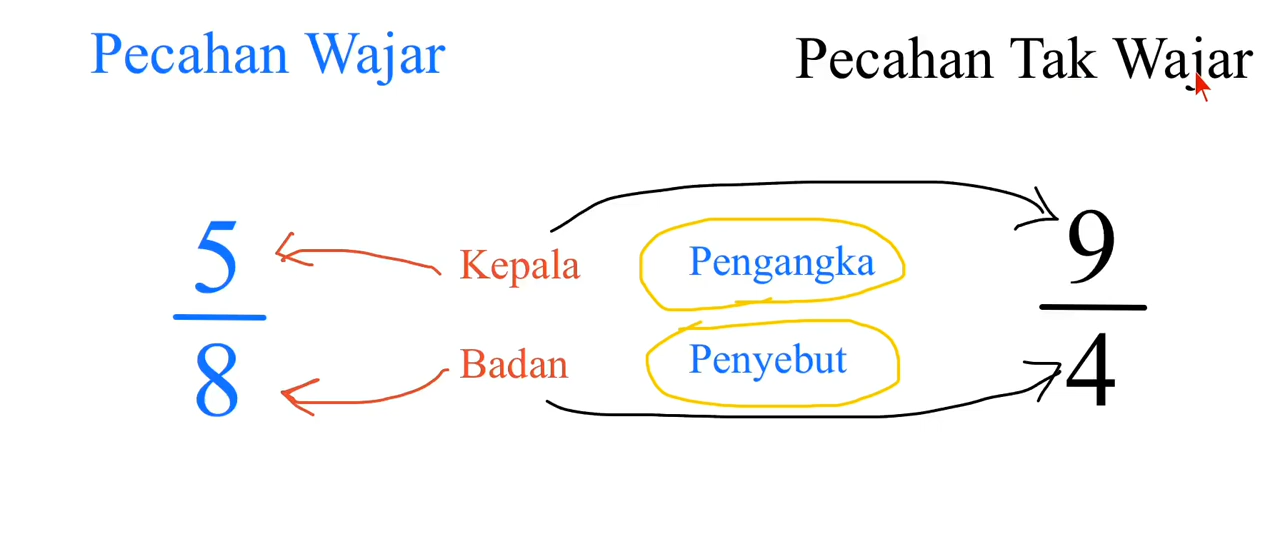 Pecahan Wajar
Pecahan Tak Wajar
5
8
Kepala
Pengangka
Badan
Penyebut
9
4